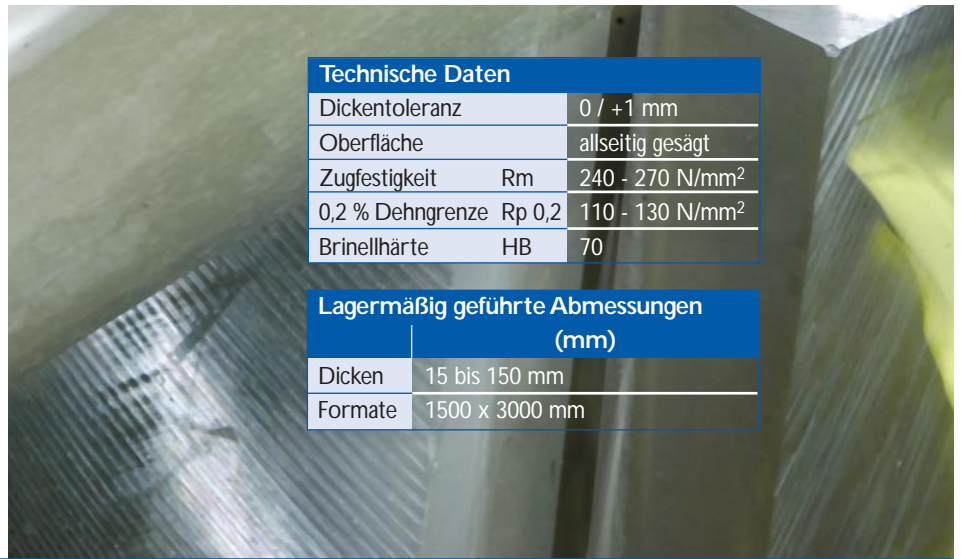 Technische Daten
Dickentoleranz 0 / +1 mm
Oberfläche allseitig gesägt
Zugfestigkeit Rm 240 - 270 N/mm²
0,2 % Dehngrenze Rp 0,2 110 - 130 N/mm²
Brinellhärte HB 70
Lagermäßig geführte Abmessungen
(mm)
Dicken 15 bis 150 mm
Formate 1500 x 3000 mm